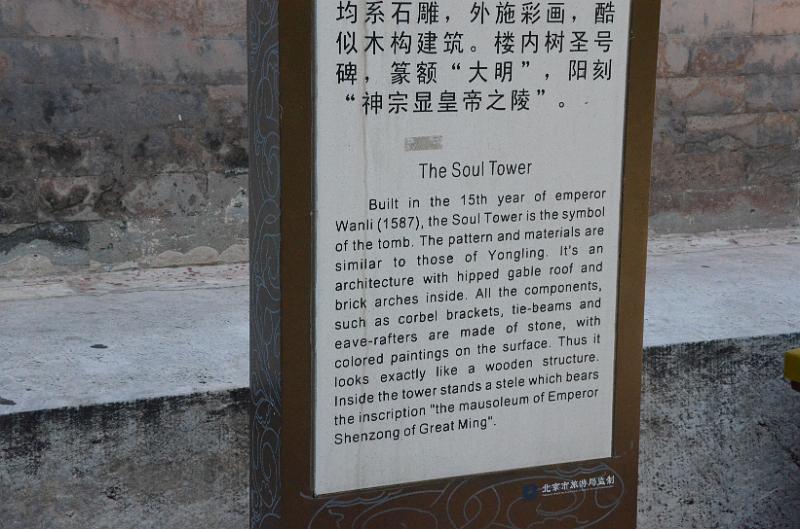 均系石雕，外施彩画，酷
似木构建筑。楼内树圣号
碑，篆额“大明”，阳刻
“神宗显皇帝之陵”。
The Soul Tower
Built in the 15th year of emperor
Wanli (1587), the Soul Tower is the symbol
of the tomb. The pattern and materials are
similar to those of Yongling. It's an
architecture with hipped gable roof and
brick arches inside. All the components,
such as corbel brackets, tie-beams and
eave-rafters are made of stone, with
colored paintings on the surface. Thus it
looks exactly like a wooden structure.
Inside the tower stands a stele which bears
the inscription "the mausoleum of Emperor
Shenzong of Great Ming".
北京市旅游局监制